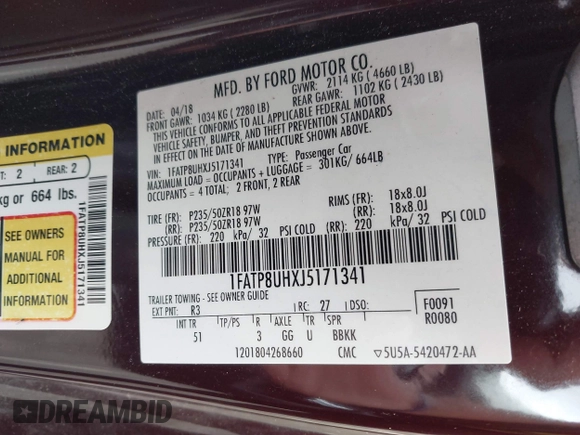 MFD. BY FORD MOTOR CO.
04/18
GVWR: 2114 KG ( 4660 LB)
FRONT GAWR: 1034 KG ( 2280 LB)
REAR GAWR: 1102 KG ( 2430 LB)
THIS VEHICLE CONFORMS TO ALL APPLICABLE FEDERAL MOTOR
VEHICLE SAFETY, BUMPER, AND THEFT PREVENTION STANDARDS
IN EFFECT ON THE DATE OF MANUFACTURE SHOWN ABOVE.
VIN: 1FATP8UHXJ5171341
TYPE: Passenger Car
MAXIMUM LOAD = OCCUPANTS + LUGGAGE = 301KG/ 664LB
OCCUPANTS = 4 TOTAL; 2 FRONT, 2 REAR
TIRE (FR): P235/50ZR18 97W
RIMS (FR): 18x8.0J
(RR): P235/50ZR18 97W
(RR): 18x8.0J
PRESSURE (FR): 220 kPa/ 32 PSI COLD
(RR): 220 kPa/ 32 PSI COLD
1FATP8UHXJ5171341
TRAILER TOWING - SEE OWNER GUIDE
EXT PNT: R3 RC: 27 DSO:
F0091
R0080
INT TR TP/PS R AXLE TR SPR
51 3 GG U BBKK
1201804268660 CMC 5U5A-5420472-AA
INFORMATION
2 REAR: 2
kg or 664 lbs.
SEE OWNERS
MANUAL FOR
ADDITIONAL
INFORMATION
1FATP8UHXJ5171341
DREAMBID